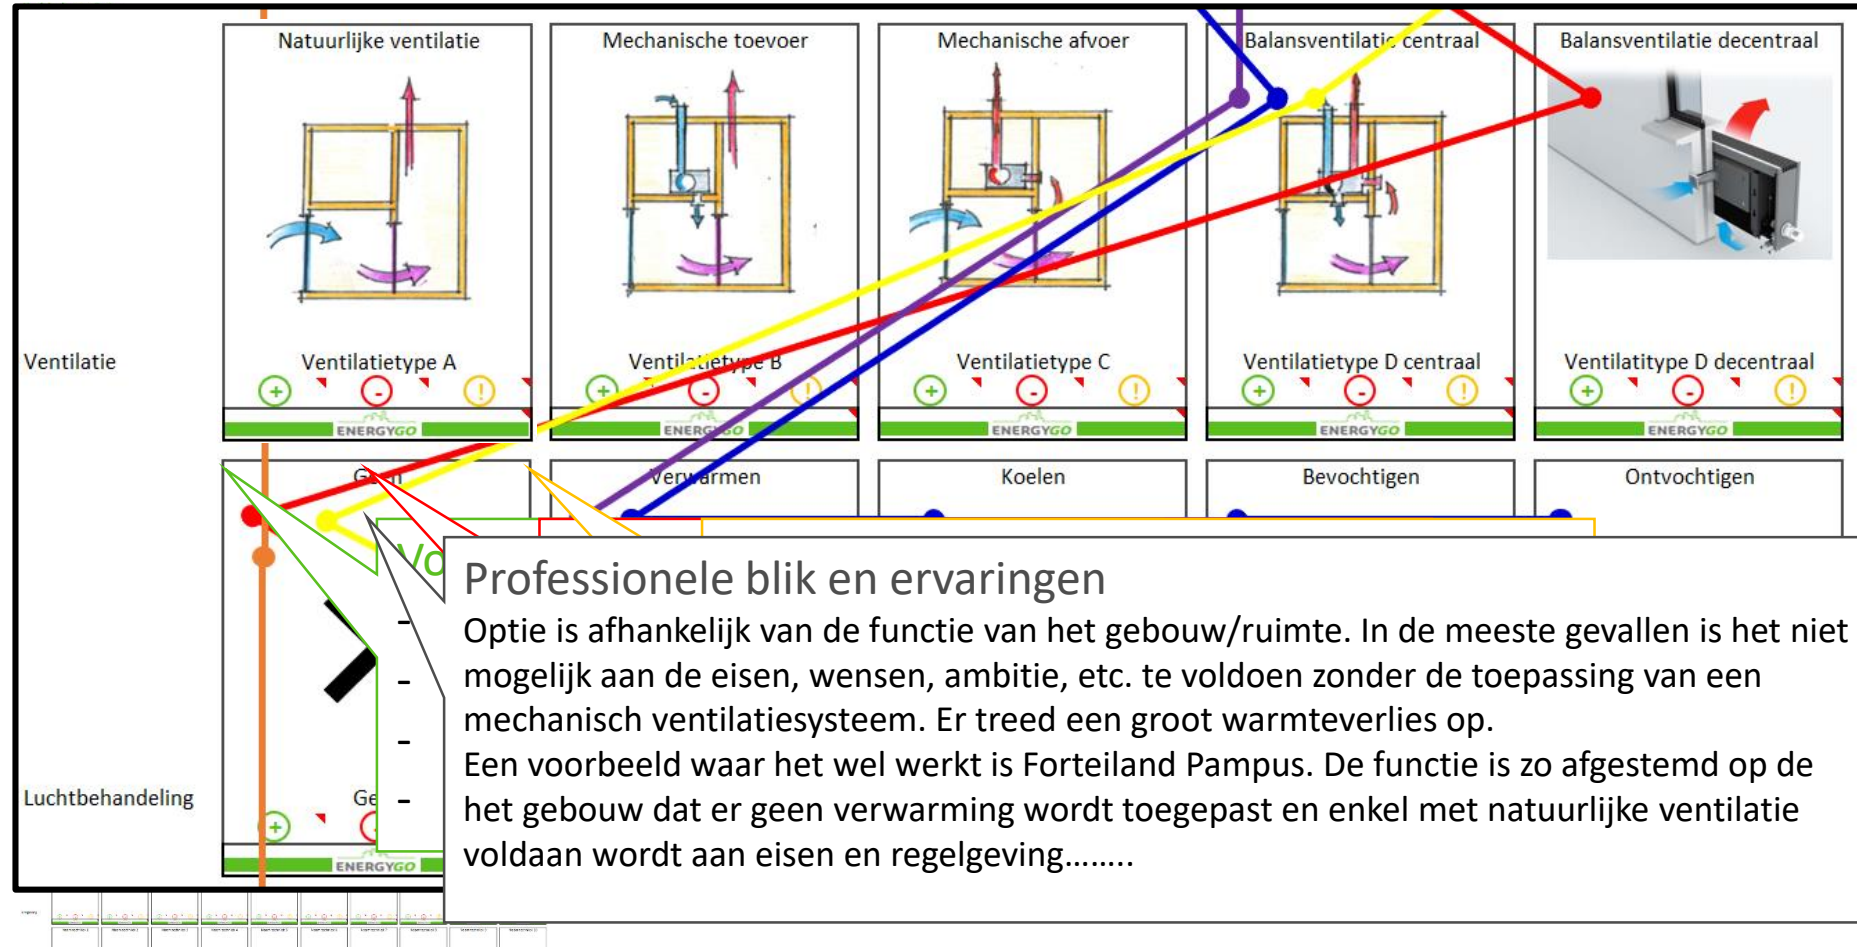 Natuurlijke ventilatie
Mechanische toevoer
Mechanische afvoer
Balansventilatie centraal
Balansventilatie decentraal
Ventilatie
Ventilatietype A
Ventilatietype B
Ventilatietype C
Ventilatietype D centraal
Ventilatitype D decentraal
+ - !
+ - !
+ - !
+ - !
+ - !
ENERGYGO
ENERGYGO
ENERGYGO
ENERGYGO
ENERGYGO
Geen
Verwarmen
Koelen
Bevochtigen
Ontvochtigen
Vo
-
-
-
-
Professionele blik en ervaringen
Optie is afhankelijk van de functie van het gebouw/ruimte. In de meeste gevallen is het niet
mogelijk aan de eisen, wensen, ambitie, etc. te voldoen zonder de toepassing van een
mechanisch ventilatiesysteem. Er treed een groot warmteverlies op.
Een voorbeeld waar het wel werkt is Forteiland Pampus. De functie is zo afgestemd op de
het gebouw dat er geen verwarming wordt toegepast en enkel met natuurlijke ventilatie
voldaan wordt aan eisen en regelgeving........
Luchtbehandeling
Ge
+
ENERGYGO